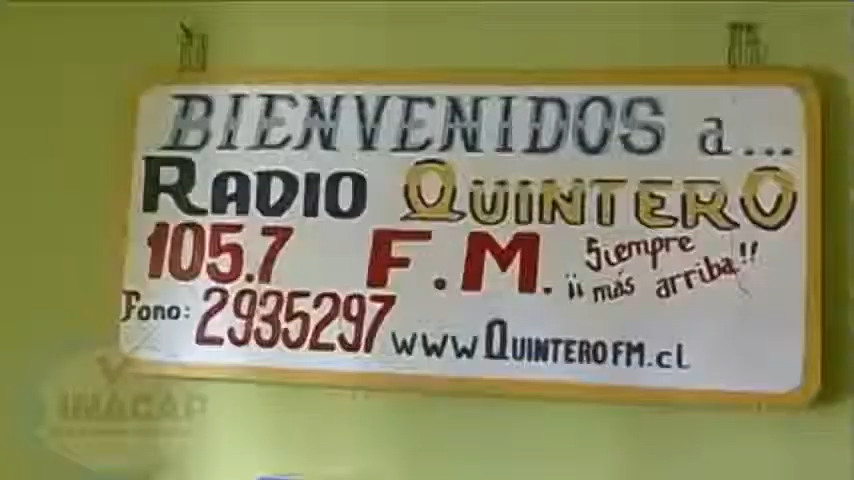 BIENVENIDOS a...
RADIO QUINTERO
105.7 F.M. Siempre
¡¡ más arriba!!
Fono: 2935297 www QUINTEROFM.cL
INACAP